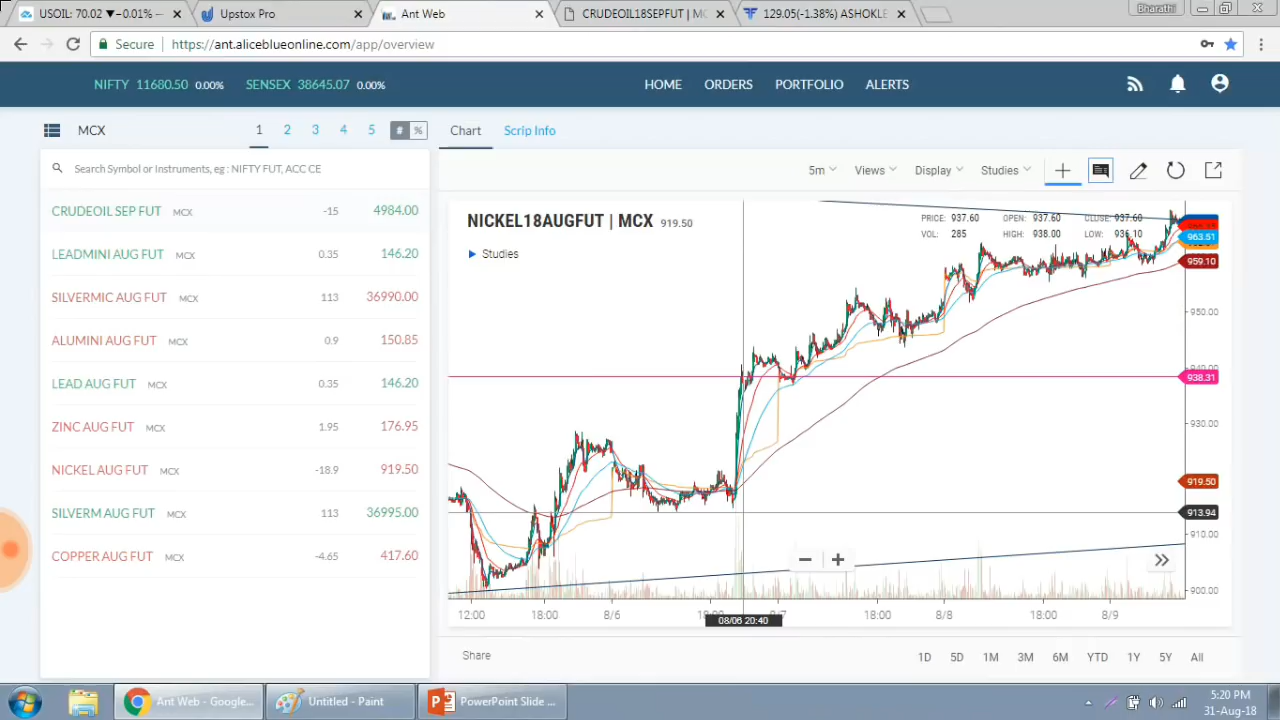 USOIL: 70.02 ▼−0.01% —
Upstox Pro
Ant Web
CRUDEOIL18SEPFUT | M
129.05(-1.38%) ASHOKLE
Bharathi
Secure
https://ant.aliceblueonline.com/app/overview
NIFTY 11680.50 0.00% SENSEX 38645.07 0.00%
HOME ORDERS PORTFOLIO ALERTS
MCX 1 2 3 4 5 # %
Chart Scrip Info
Search Symbol or Instruments, eg : NIFTY FUT, ACC CE
CRUDEOIL SEP FUT MCX -15 4984.00
LEADMINI AUG FUT MCX 0.35 146.20
SILVERMIC AUG FUT MCX 113 36990.00
ALUMINI AUG FUT MCX 0.9 150.85
LEAD AUG FUT MCX 0.35 146.20
ZINC AUG FUT MCX 1.95 176.95
NICKEL AUG FUT MCX -18.9 919.50
SILVERM AUG FUT MCX 113 36995.00
COPPER AUG FUT MCX -4.65 417.60
5m Views Display Studies
NICKEL18AUGFUT | MCX 919.50
PRICE: 937.60 OPEN: 937.60 CLOSE: 937.60
VOL: 285 HIGH: 938.00 LOW: 936.10
Studies
963.51
959.10
950.00
940.00
938.31
930.00
919.50
913.94
910.00
900.00
12:00 18:00 8/6 18:00 8/7 18:00 8/8 18:00 8/9
08/06 20:40
Share
1D 5D 1M 3M 6M YTD 1Y 5Y All
Ant Web - Google...
Untitled - Paint
PowerPoint Slide ...
5:20 PM
31-Aug-18